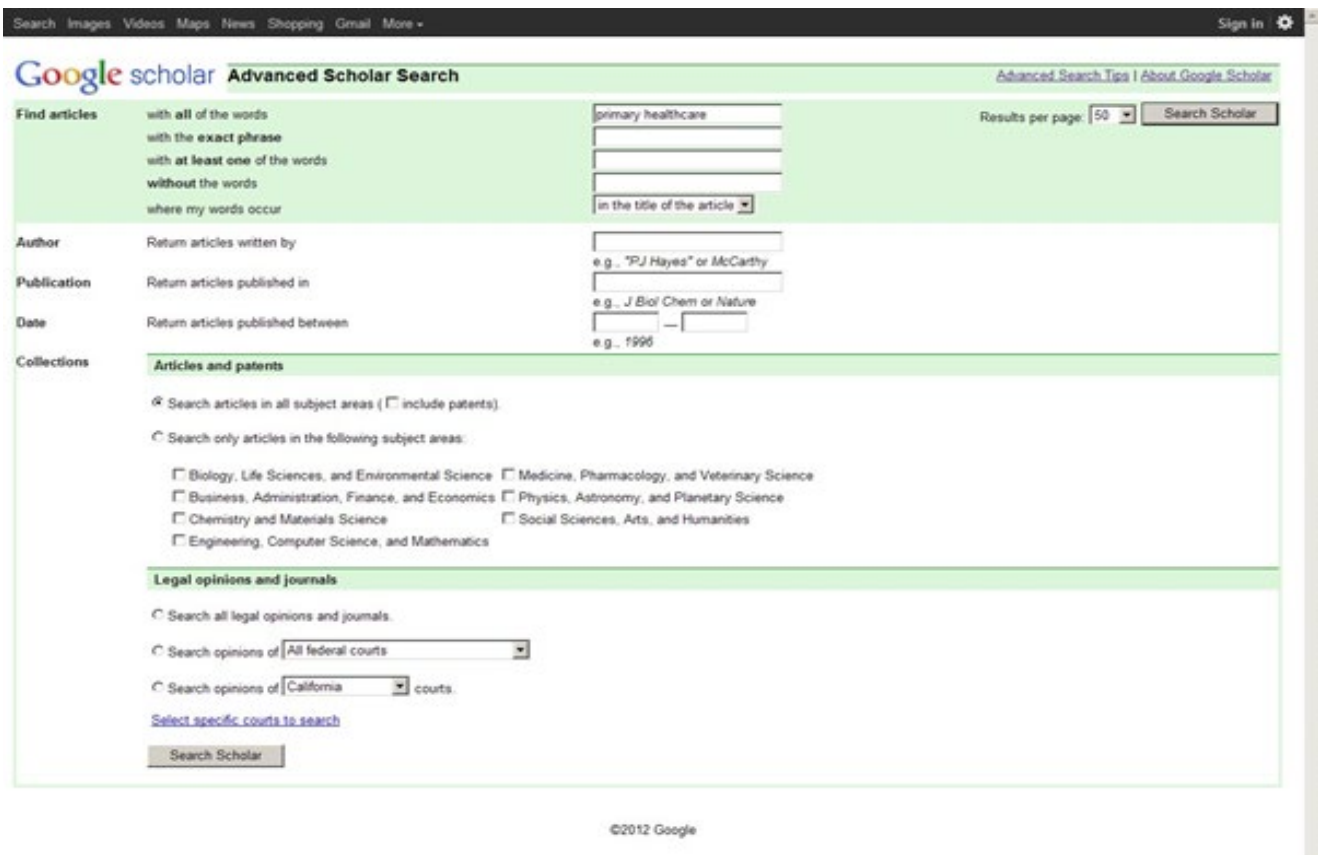 Search Images Videos Maps News Shopping Gmail More
Sign in
Google scholar Advanced Scholar Search
Advanced Search Tips | About Google Scholar
Find articles with all of the words primary healthcare Results per page: 50 Search Scholar
with the exact phrase
with at least one of the words
without the words
where my words occur in the title of the article
Author Return articles written by
e.g., "PJ Hayes" or McCarthy
Publication Return articles published in
e.g., J Biol Chem or Nature
Date Return articles published between —
e.g., 1996
Collections Articles and patents
Search articles in all subject areas ( include patents).
Search only articles in the following subject areas:
Biology, Life Sciences, and Environmental Science Medicine, Pharmacology, and Veterinary Science
Business, Administration, Finance, and Economics Physics, Astronomy, and Planetary Science
Chemistry and Materials Science Social Sciences, Arts, and Humanities
Engineering, Computer Science, and Mathematics
Legal opinions and journals
Search all legal opinions and journals.
Search opinions of All federal courts
Search opinions of California courts.
Select specific courts to search
Search Scholar
©2012 Google